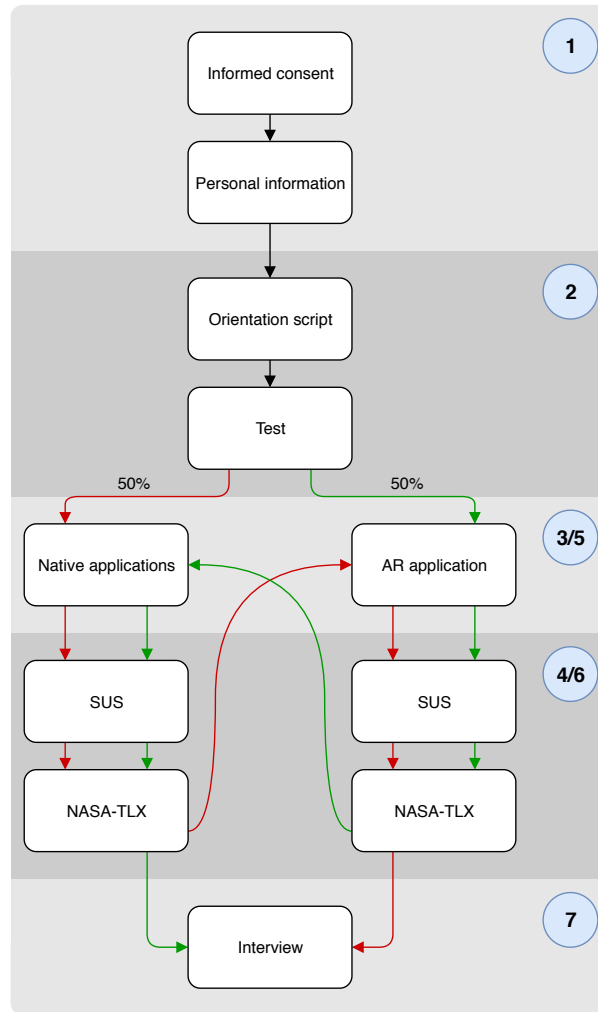 1
Informed consent
Personal information
2
Orientation script
Test
50%
50%
3/5
Native applications
AR application
4/6
SUS
SUS
NASA-TLX
NASA-TLX
7
Interview